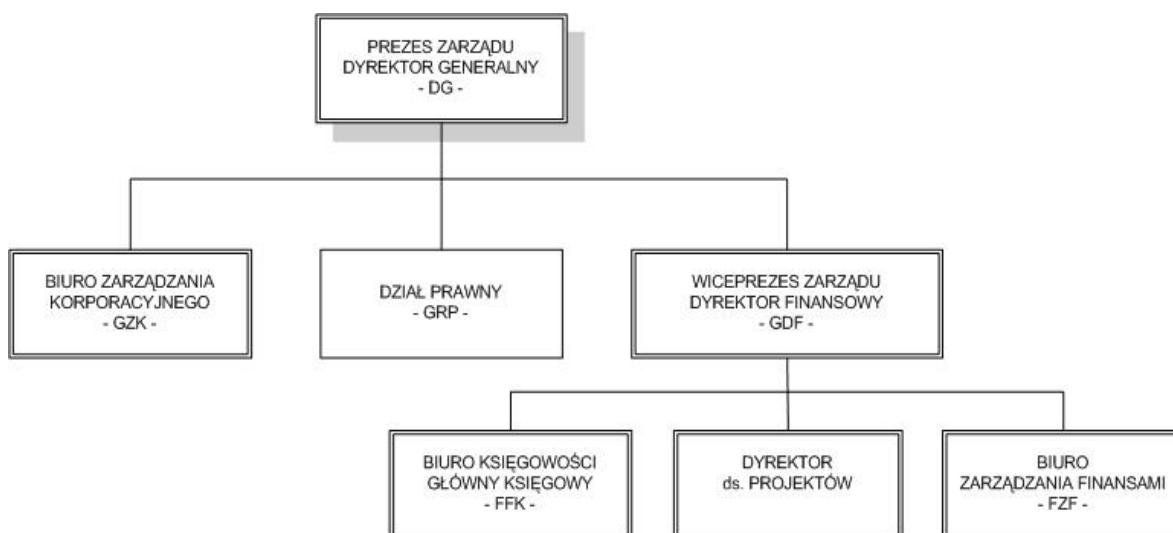 PREZES ZARZĄDU
DYREKTOR GENERALNY
- DG -
BIURO ZARZĄDZANIA
KORPORACYJNEGO
- GZK -
DZIAŁ PRAWNY
- GRP -
WICEPREZES ZARZĄDU
DYREKTOR FINANSOWY
- GDF -
BIURO KSIĘGOWOŚCI
GŁÓWNY KSIĘGOWY
- FFK -
DYREKTOR
ds. PROJEKTÓW
BIURO
ZARZĄDZANIA FINANSAMI
- FZF -